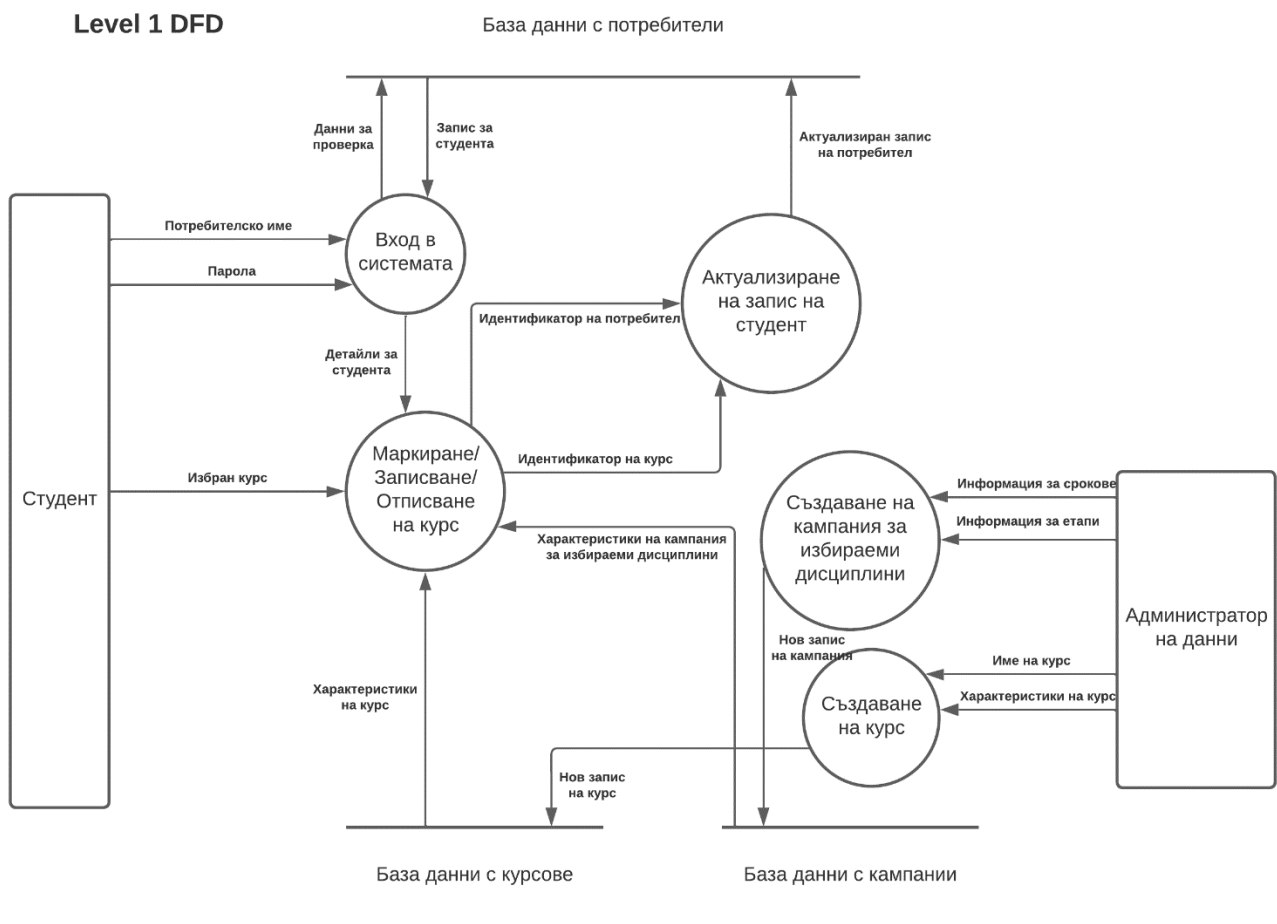 Level 1 DFD
База данни с потребители
Данни за
проверка
Запис за
студента
Актуализиран запис
на потребител
Потребителско име
Парола
Вход в
системата
Актуализиране
на запис на
студент
Идентификатор на потребител
Детайли за
студента
Студент
Избран курс
Маркиране/
Записване/
Отписване
на курс
Идентификатор на курс
Характеристики на кампания
за избираеми дисциплини
Създаване на
кампания за
избираеми
дисциплини
Информация за срокове
Информация за етапи
Администратор
на данни
Нов запис
на кампания
Име на курс
Характеристики на курс
Създаване
на курс
Характеристики
на курс
Нов запис
на курс
База данни с курсове
База данни с кампании